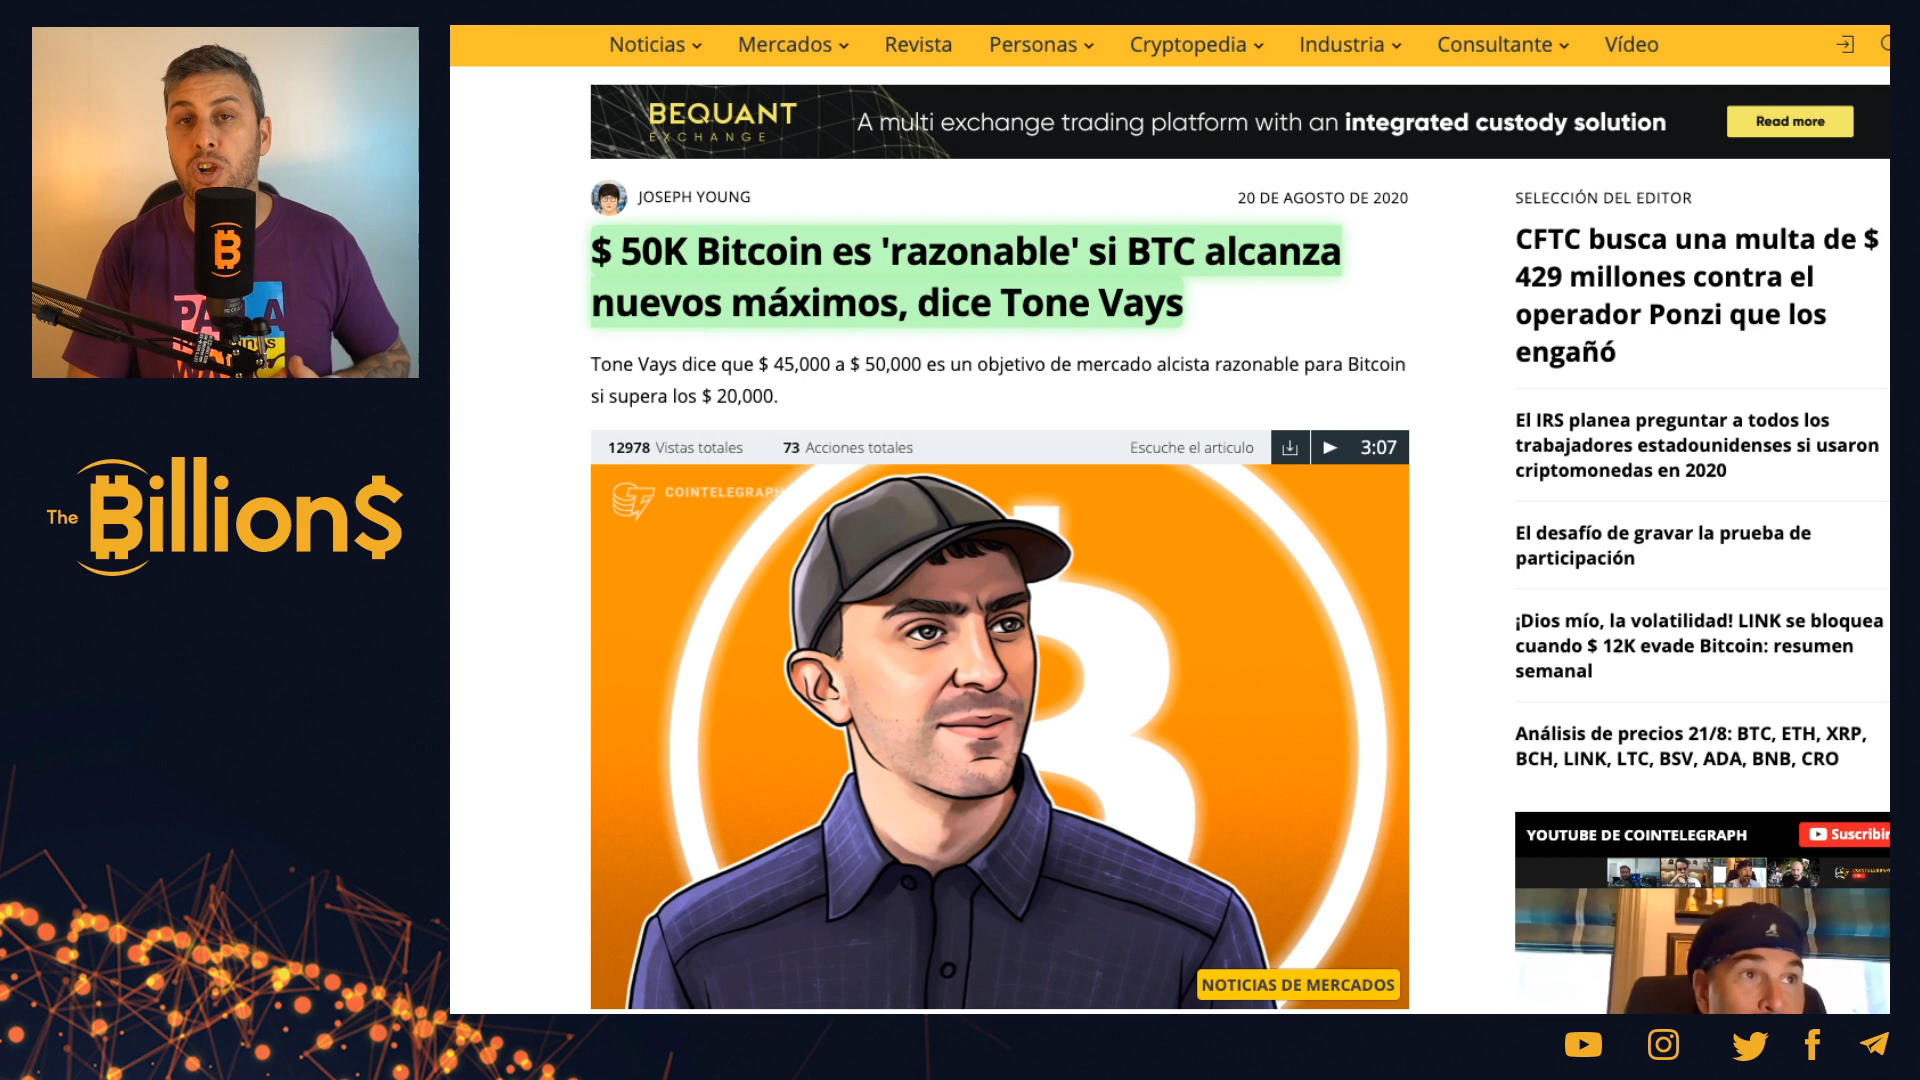 Noticias
Mercados
Revista
Personas
Cryptopedia
Industria
Consultante
Vídeo
BEQUANT
EXCHANGE
A multi exchange trading platform with an integrated custody solution
Read more
JOSEPH YOUNG
20 DE AGOSTO DE 2020
$ 50K Bitcoin es 'razonable' si BTC alcanza
nuevos máximos, dice Tone Vays
Tone Vays dice que $ 45,000 a $ 50,000 es un objetivo de mercado alcista razonable para Bitcoin
si supera los $ 20,000.
12978 Vistas totales
73 Acciones totales
Escuche el articulo
3:07
COINTELEGRAPH
NOTICIAS DE MERCADOS
SELECCIÓN DEL EDITOR
CFTC busca una multa de $
429 millones contra el
operador Ponzi que los
engañó
El IRS planea preguntar a todos los
trabajadores estadounidenses si usaron
criptomonedas en 2020
El desafío de gravar la prueba de
participación
¡Dios mío, la volatilidad! LINK se bloquea
cuando $ 12K evade Bitcoin: resumen
semanal
Análisis de precios 21/8: BTC, ETH, XRP,
BCH, LINK, LTC, BSV, ADA, BNB, CRO
YOUTUBE DE COINTELEGRAPH
Suscribir
The Billion$